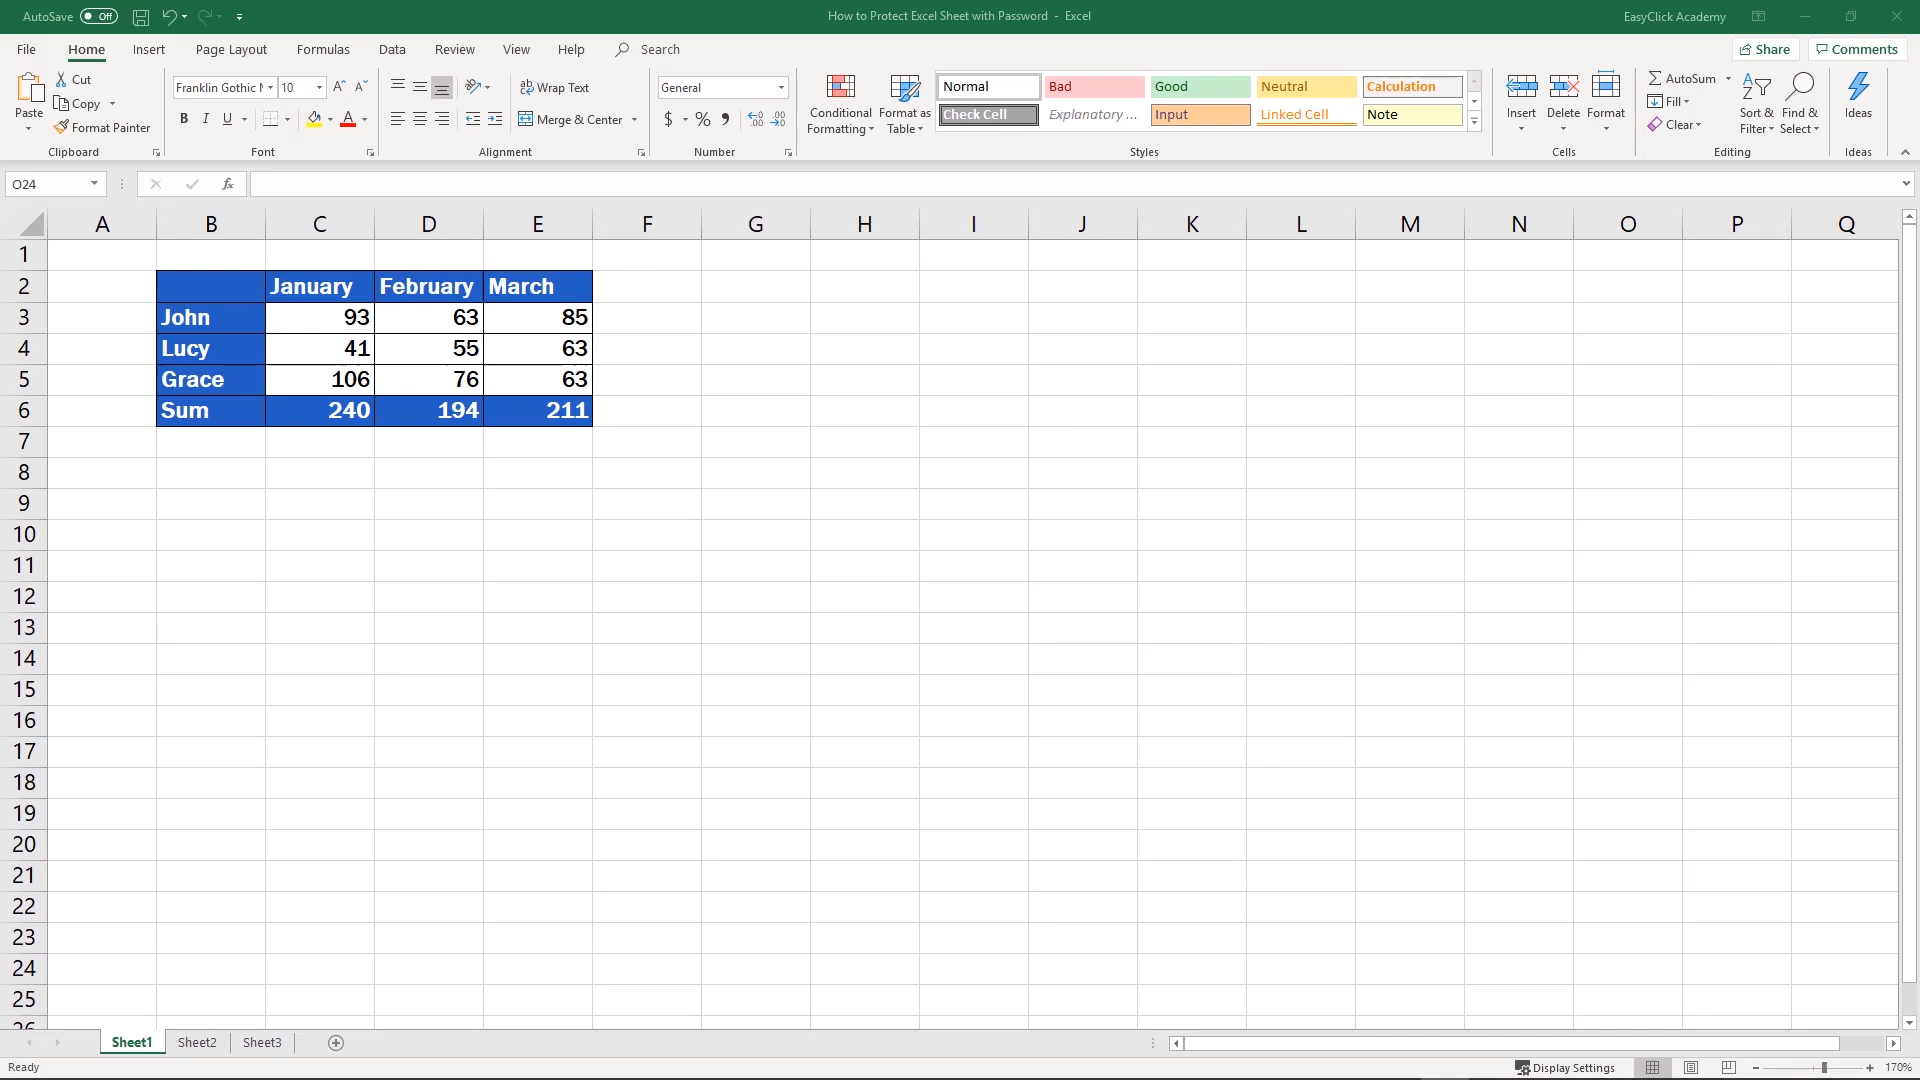 AutoSave Off
How to Protect Excel Sheet with Password - Excel
EasyClick Academy
File Home Insert Page Layout Formulas Data Review View Help Search
Share Comments
Paste
Cut
Copy
Format Painter
Clipboard
Franklin Gothic M 10
B I U A
Font
Wrap Text
Merge & Center
Alignment
General
$ % ,
Number
Conditional Formatting
Format as Table
Normal Bad Good Neutral Calculation
Check Cell Explanatory ... Input Linked Cell Note
Styles
Insert Delete Format
Cells
AutoSum
Fill
Clear
Sort & Filter
Find & Select
Editing
Ideas
Ideas
O24 fx
A B C D E F G H I J K L M N O P Q
1
2 January February March
3 John 93 63 85
4 Lucy 41 55 63
5 Grace 106 76 63
6 Sum 240 194 211
7
8
9
10
11
12
13
14
15
16
17
18
19
20
21
22
23
24
25
26
Sheet1 Sheet2 Sheet3
Ready
Display Settings
170%